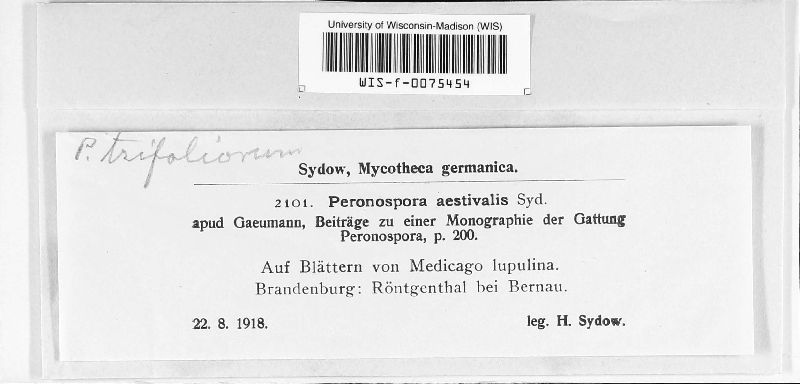 University of Wisconsin-Madison (WIS)
WIS-f-0075454
P. trifoliorum
Sydow, Mycotheca germanica.
2101. Peronospora aestivalis Syd.
apud Gaeumann, Beiträge zu einer Monographie der Gattung
Peronospora, p. 200.
Auf Blättern von Medicago lupulina.
Brandenburg: Röntgenthal bei Bernau.
22. 8. 1918. leg. H. Sydow.